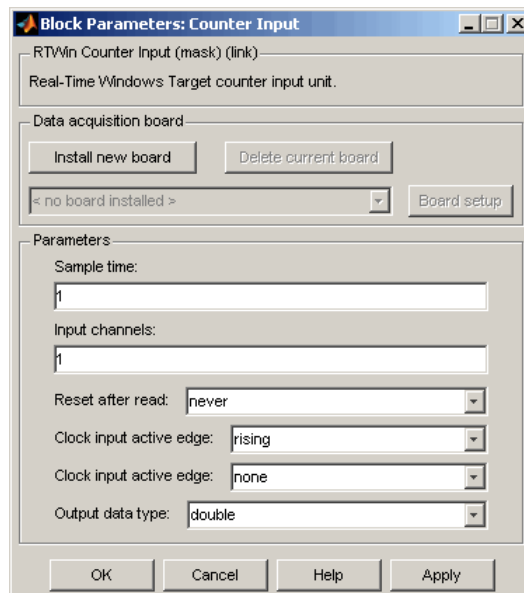 Block Parameters: Counter Input
RTWin Counter Input (mask) (link)
Real-Time Windows Target counter input unit.
Data acquisition board
Install new board Delete current board
< no board installed > Board setup
Parameters
Sample time:
1
Input channels:
1
Reset after read: never
Clock input active edge: rising
Clock input active edge: none
Output data type: double
OK Cancel Help Apply